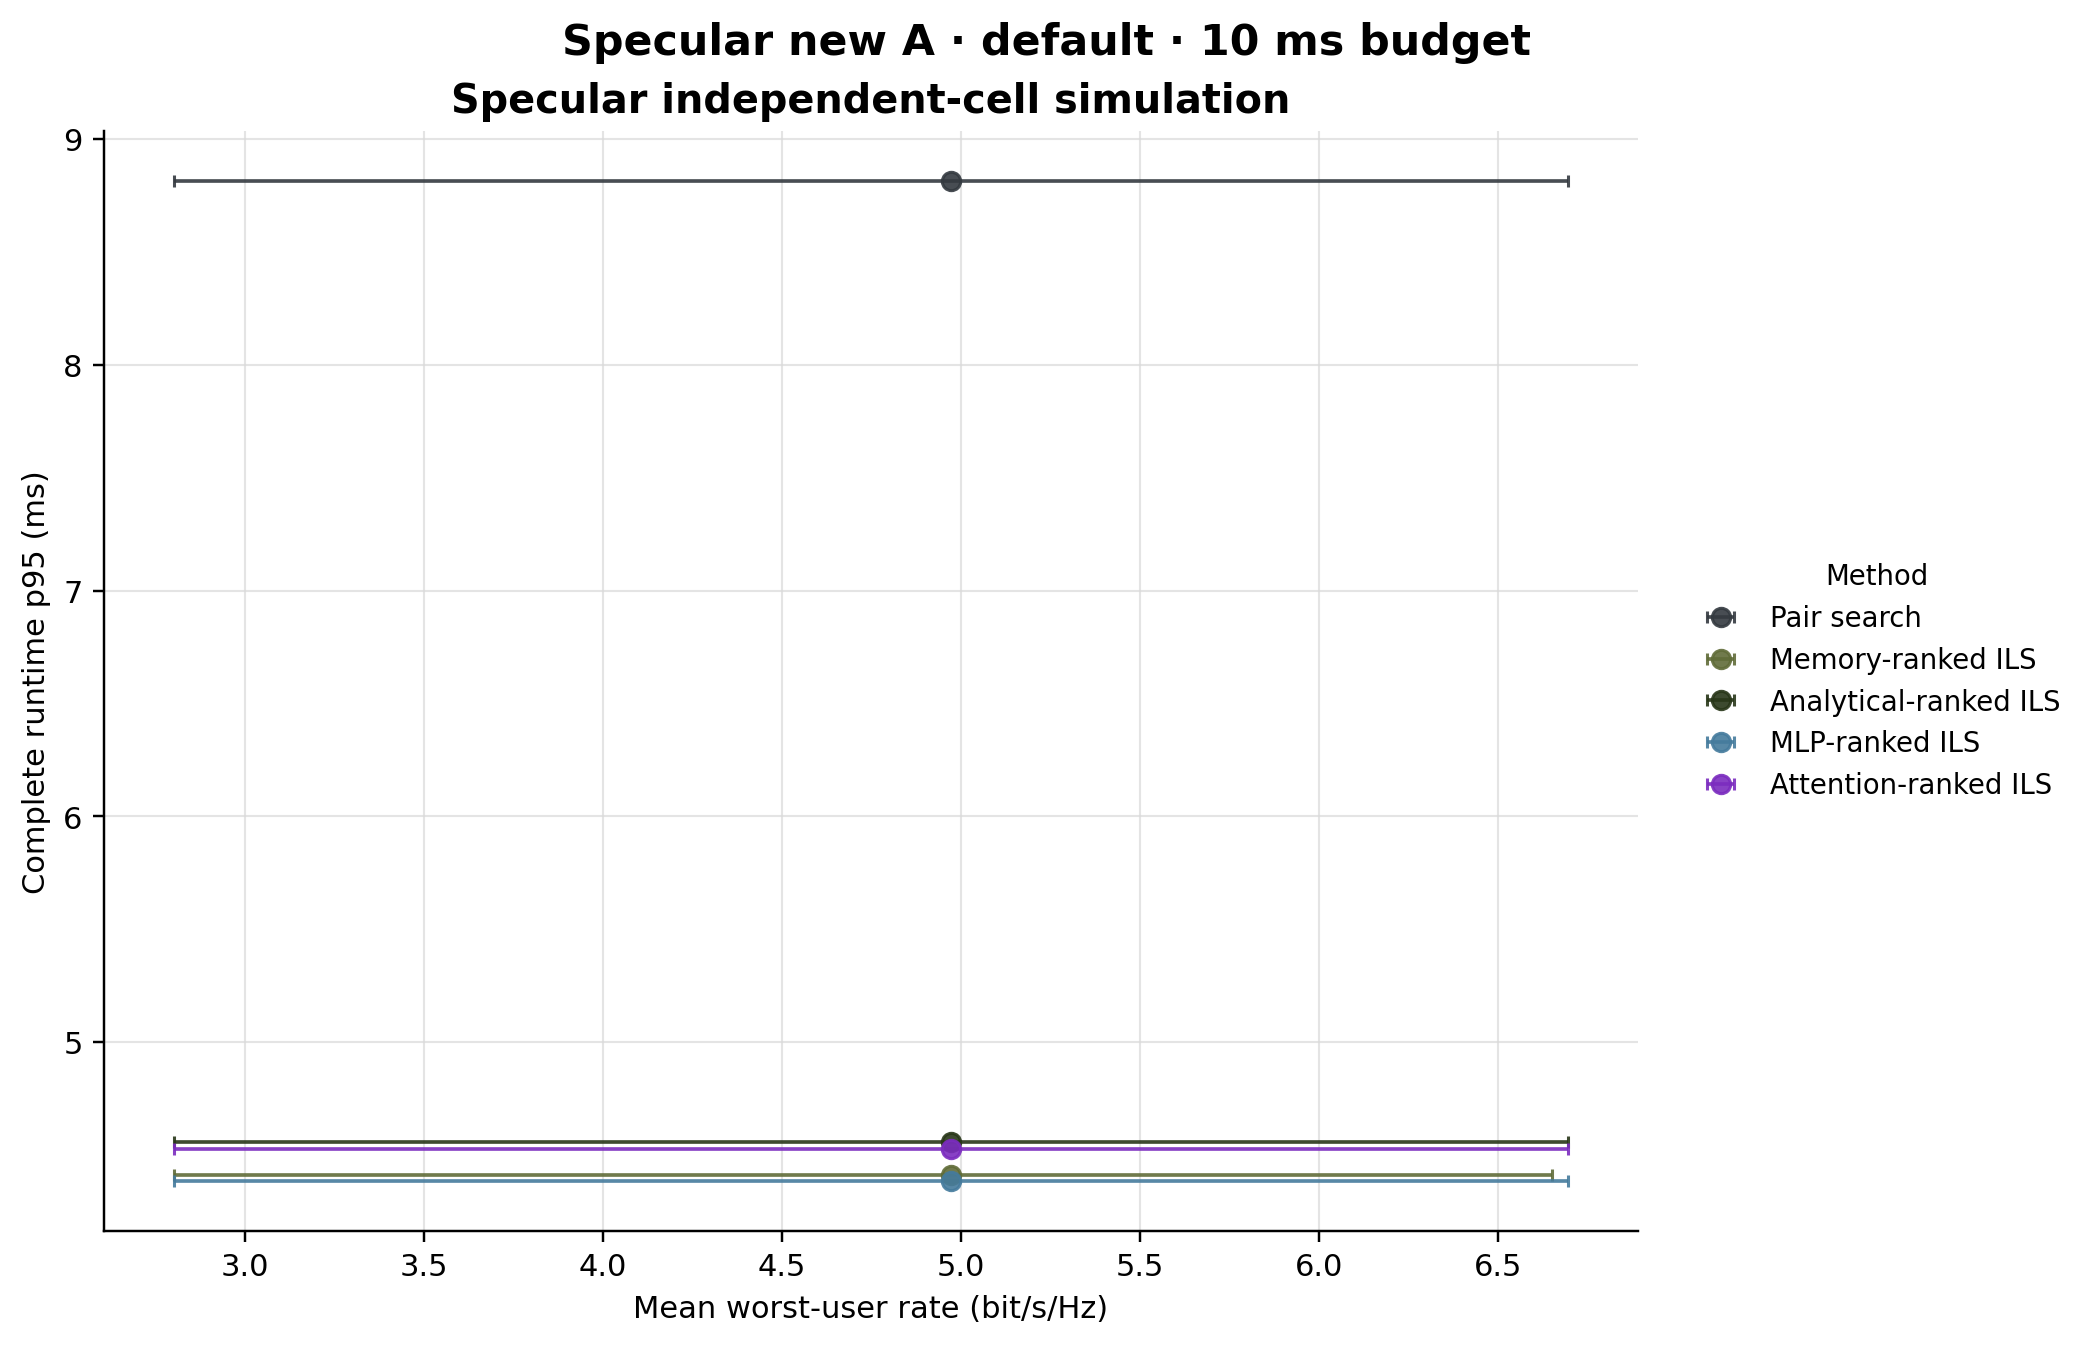 Specular new A · default · 10 ms budget
Specular independent-cell simulation
9
8
7
6
5
Complete runtime p95 (ms)
3.0 3.5 4.0 4.5 5.0 5.5 6.0 6.5
Mean worst-user rate (bit/s/Hz)
Method
Pair search
Memory-ranked ILS
Analytical-ranked ILS
MLP-ranked ILS
Attention-ranked ILS